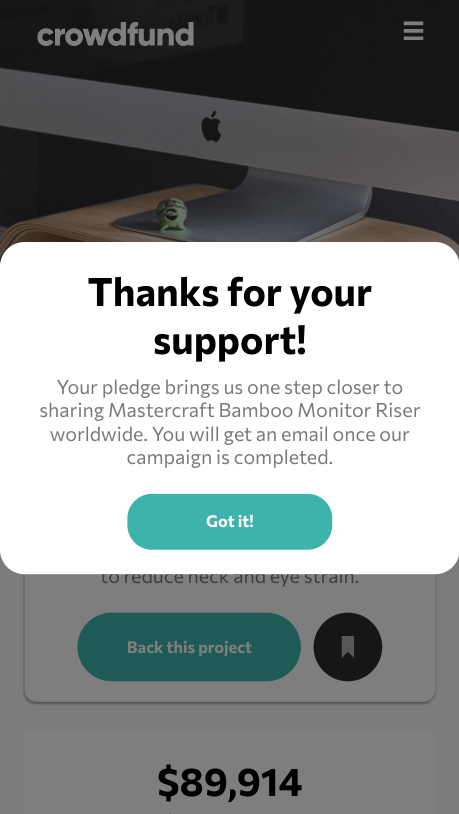 crowdfund
Thanks for your
support!
Your pledge brings us one step closer to
sharing Mastercraft Bamboo Monitor Riser
worldwide. You will get an email once our
campaign is completed.
Got it!
to reduce neck and eye strain.
Back this project
$89,914